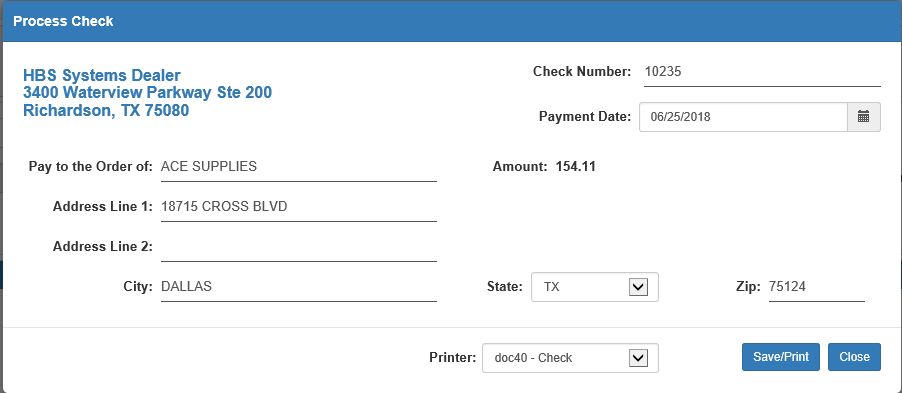 Process Check
HBS Systems Dealer
3400 Waterview Parkway Ste 200
Richardson, TX 75080
Check Number: 10235
Payment Date: 06/25/2018
Pay to the Order of: ACE SUPPLIES
Amount: 154.11
Address Line 1: 18715 CROSS BLVD
Address Line 2:
City: DALLAS
State: TX
Zip: 75124
Printer: doc40 - Check
Save/Print
Close